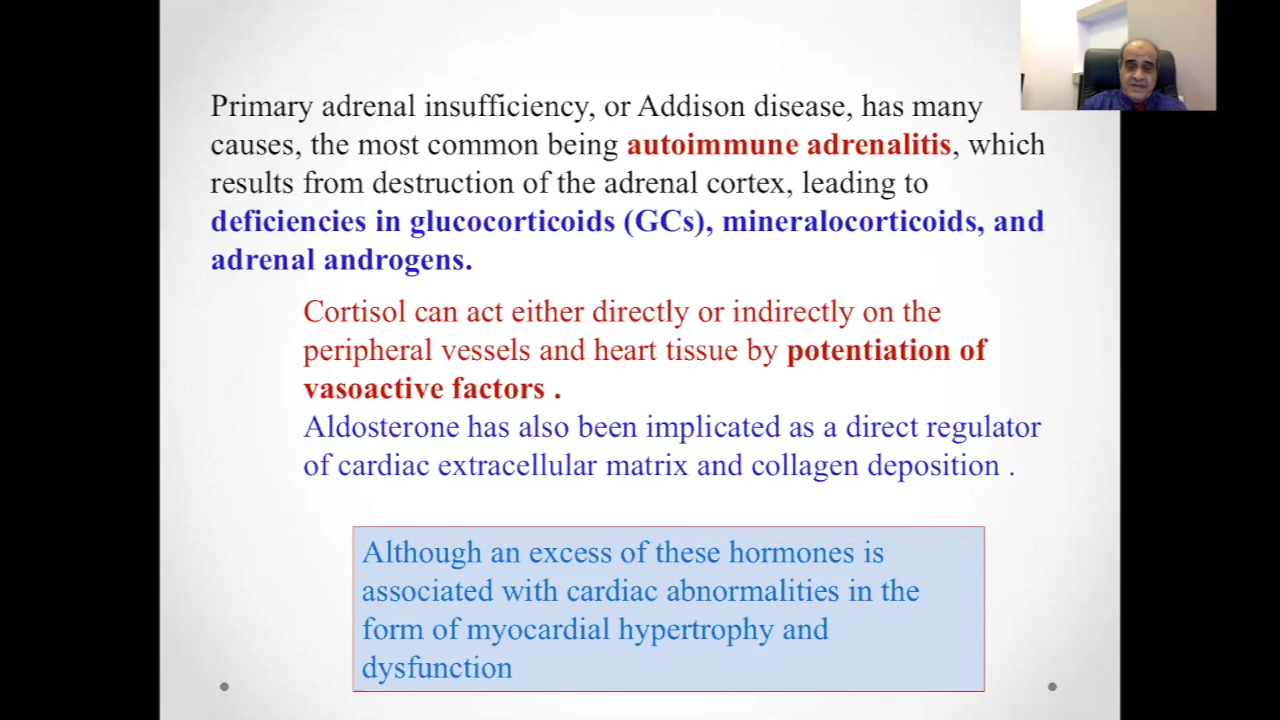 Primary adrenal insufficiency, or Addison disease, has many
causes, the most common being autoimmune adrenalitis, which
results from destruction of the adrenal cortex, leading to
deficiencies in glucocorticoids (GCs), mineralocorticoids, and
adrenal androgens.
Cortisol can act either directly or indirectly on the
peripheral vessels and heart tissue by potentiation of
vasoactive factors .
Aldosterone has also been implicated as a direct regulator
of cardiac extracellular matrix and collagen deposition .
Although an excess of these hormones is
associated with cardiac abnormalities in the
form of myocardial hypertrophy and
dysfunction